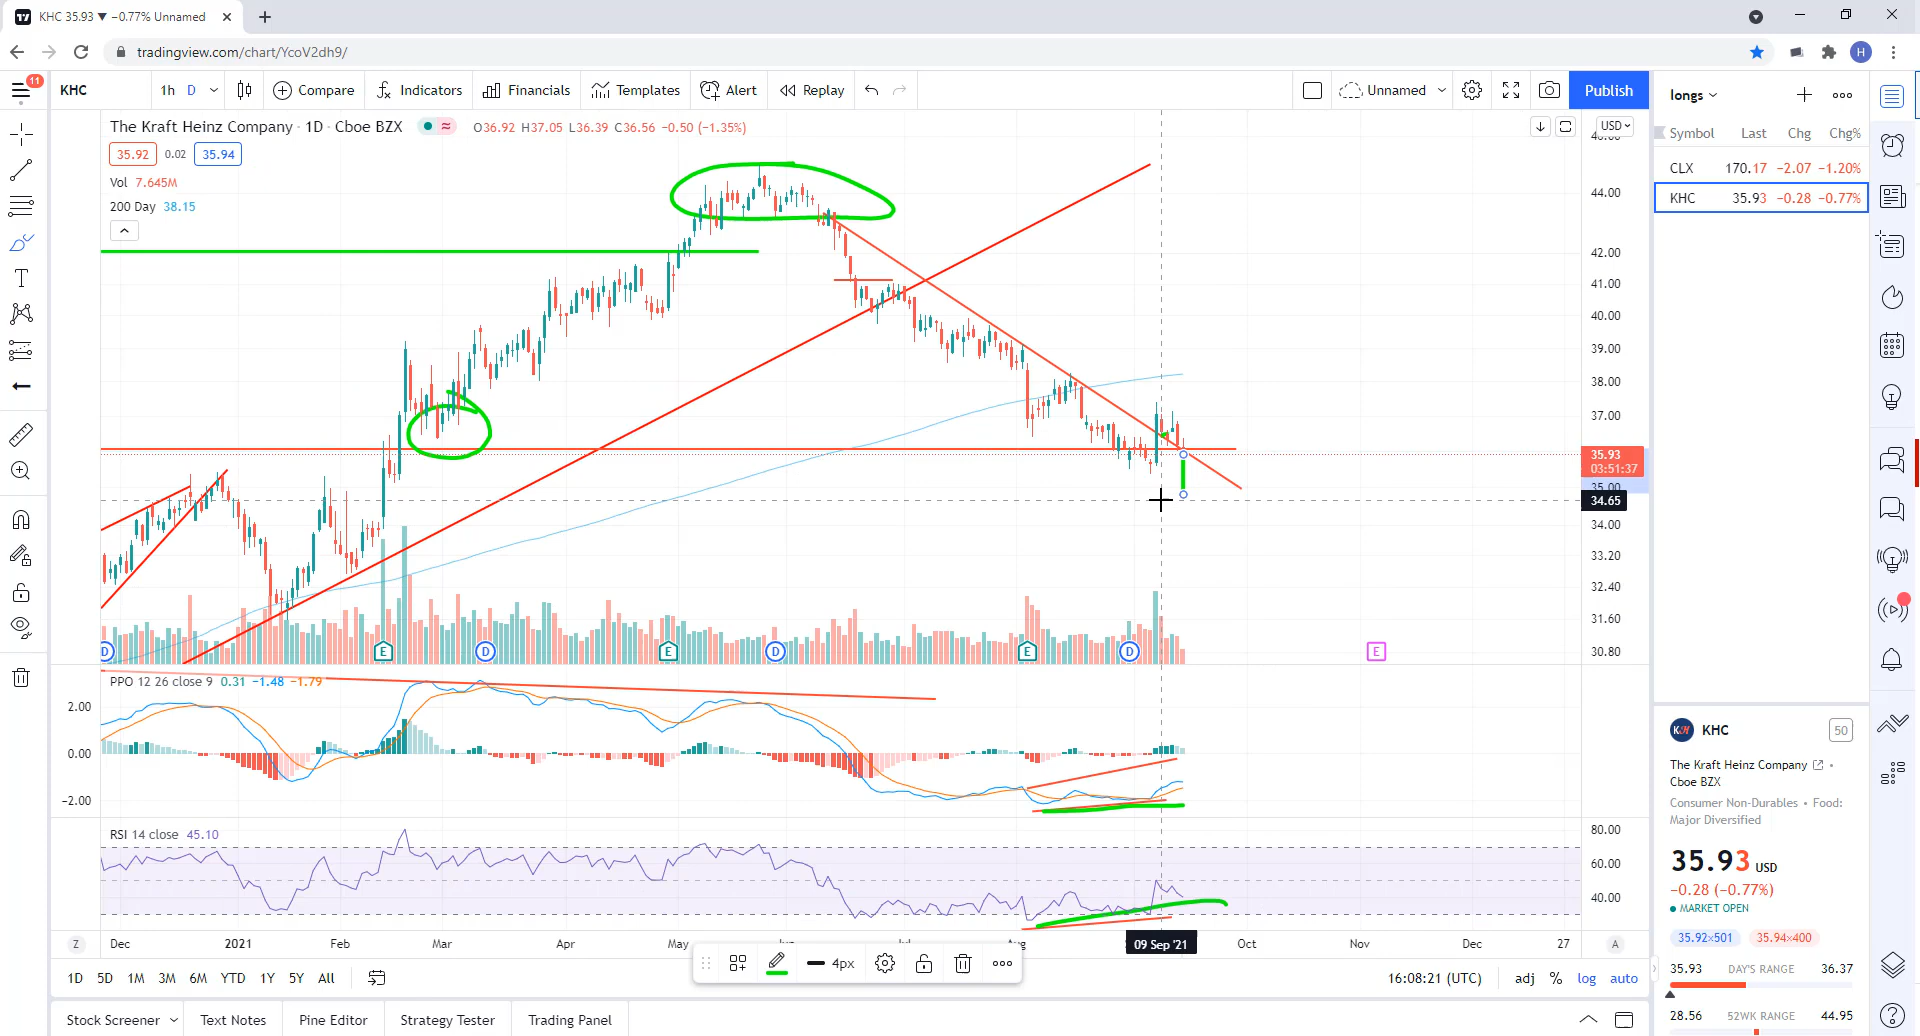 KHC 35.93 ▼ −0.77% Unnamed
tradingview.com/chart/YcoV2dh9/
H
11
KHC 1h D Compare Indicators Financials Templates Alert Replay Unnamed Publish
The Kraft Heinz Company · 1D · Cboe BZX O36.92 H37.05 L36.39 C36.56 −0.50 (−1.35%)
35.92 0.02 35.94
Vol 7.645M
200 Day 38.15
USD
44.00
42.00
41.00
40.00
39.00
38.00
37.00
35.93
03:51:37
35.00
34.65
34.00
33.20
32.40
31.60
30.80
D E D E D E D E
PPO 12 26 close 9 0.31 −1.48 −1.79
2.00
0.00
−2.00
RSI 14 close 45.10
80.00
60.00
40.00
Z Dec 2021 Feb Mar Apr May Jun Jul Aug 09 Sep '21 Oct Nov Dec 27 A
4px
1D 5D 1M 3M 6M YTD 1Y 5Y All 16:08:21 (UTC) adj % log auto
Stock Screener Text Notes Pine Editor Strategy Tester Trading Panel
longs
Symbol Last Chg Chg%
CLX 170.17 −2.07 −1.20%
KHC 35.93 −0.28 −0.77%
KHC 50
The Kraft Heinz Company •
Cboe BZX
Consumer Non-Durables • Food:
Major Diversified
35.93 USD
−0.28 (−0.77%)
MARKET OPEN
35.92×501 35.94×400
35.93 DAY'S RANGE 36.37
28.56 52WK RANGE 44.95